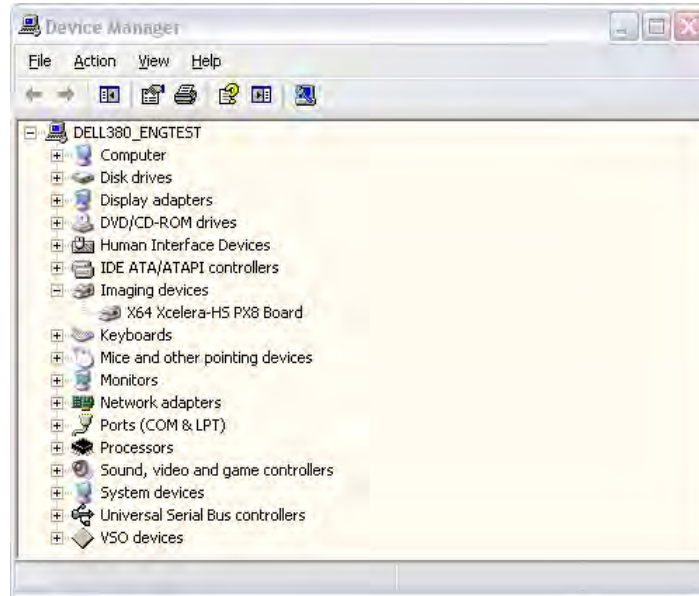 Device Manager
File Action View Help
DELL380_ENGTEST
Computer
Disk drives
Display adapters
DVD/CD-ROM drives
Human Interface Devices
IDE ATA/ATAPI controllers
Imaging devices
X64 Xcelera-HS PX8 Board
Keyboards
Mice and other pointing devices
Monitors
Network adapters
Ports (COM & LPT)
Processors
Sound, video and game controllers
System devices
Universal Serial Bus controllers
VSO devices